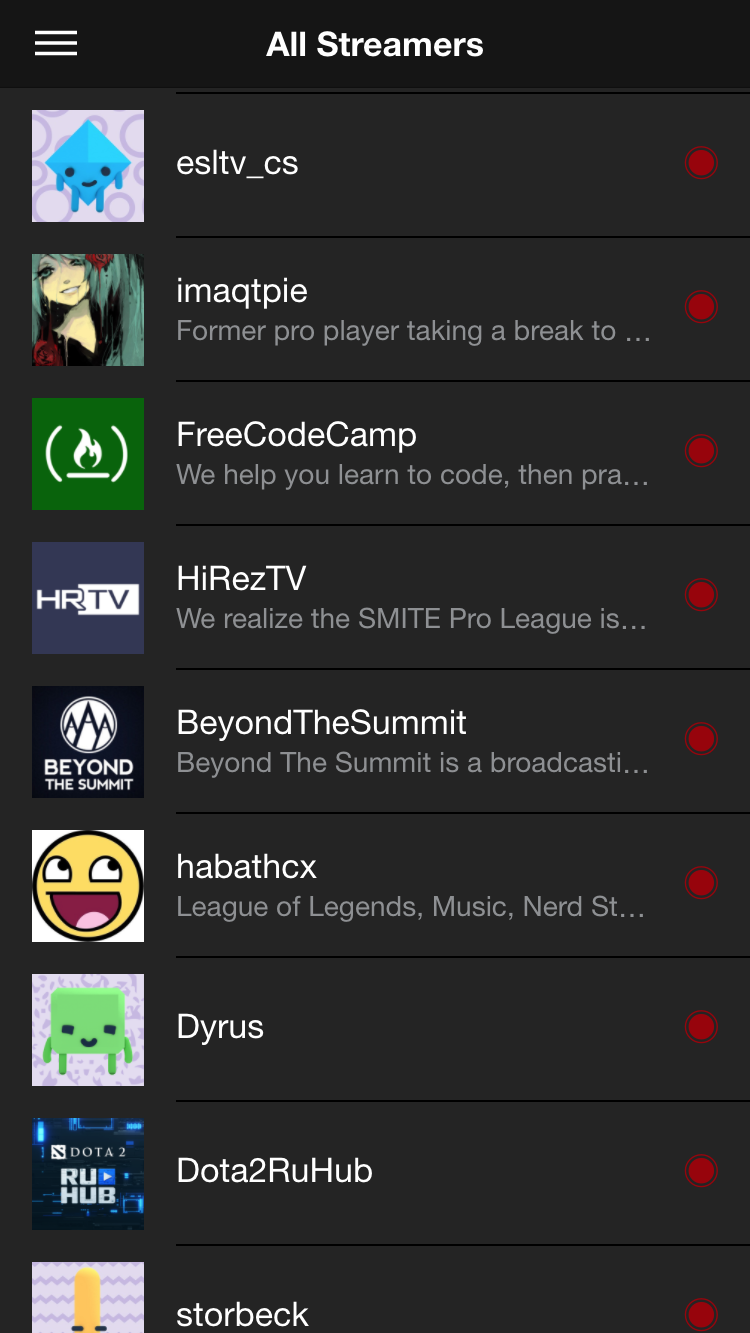 All Streamers
esltv_cs
imaqtpie
Former pro player taking a break to ...
FreeCodeCamp
We help you learn to code, then pra...
HRTV
HiRezTV
We realize the SMITE Pro League is...
BEYOND
THE SUMMIT
BeyondTheSummit
Beyond The Summit is a broadcasti...
habathcx
League of Legends, Music, Nerd St...
Dyrus
DOTA 2
RU
HUB
Dota2RuHub
storbeck